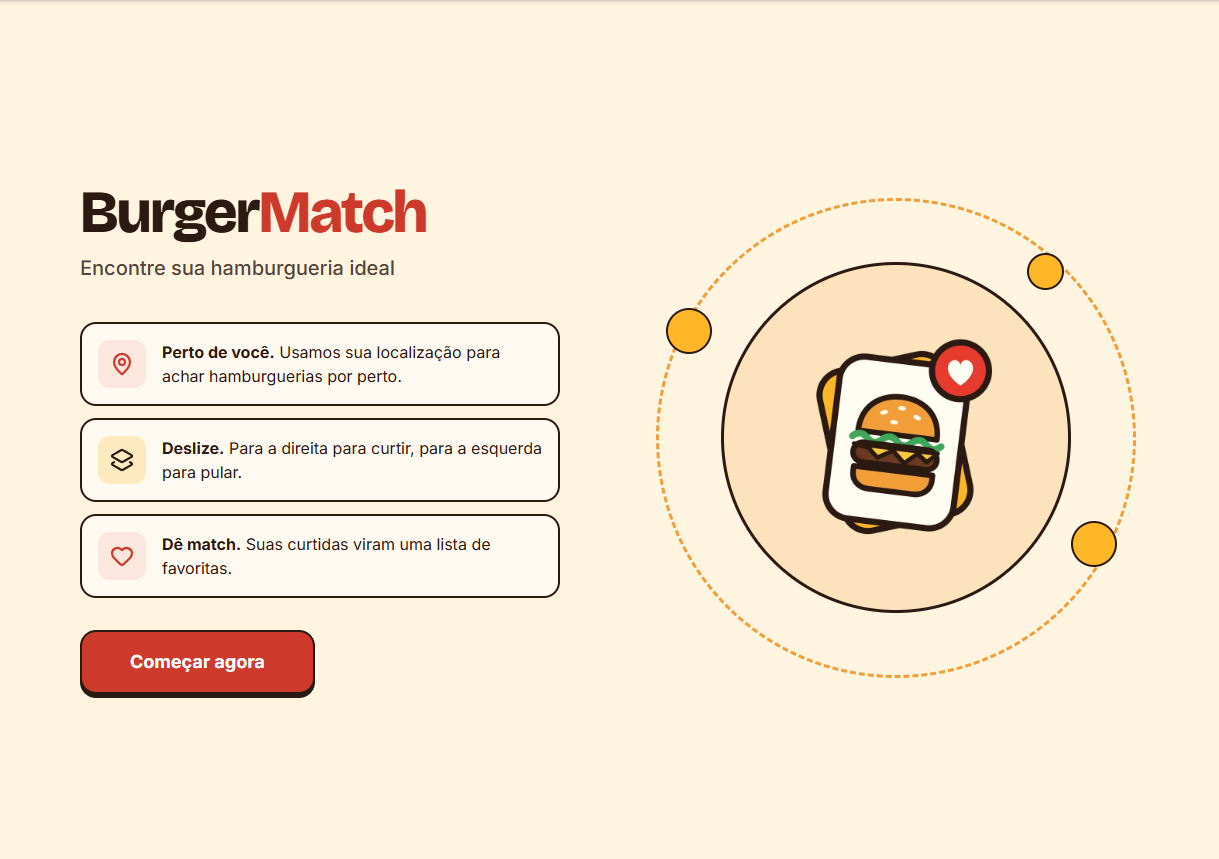 BurgerMatch
Encontre sua hamburgueria ideal
Perto de você. Usamos sua localização para
achar hamburguerias por perto.
Deslize. Para a direita para curtir, para a esquerda
para pular.
Dê match. Suas curtidas viram uma lista de
favoritas.
Começar agora